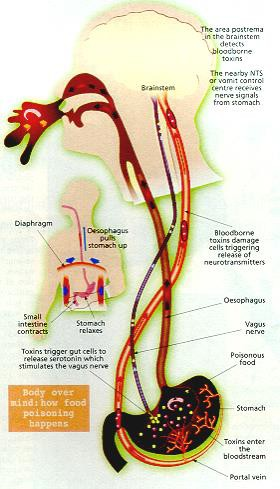 The area postrema
in the brainstem
detects
bloodborne
toxins
The nearby NTS
or vomit control
centre receives
nerve signals
from stomach
Brainstem
Diaphragm
Oesophagus
pulls
stomach up
Bloodborne
toxins damage
cells triggering
release of
neurotransmitters
Small
intestine
contracts
Stomach
relaxes
Oesophagus
Vagus
nerve
Toxins trigger gut cells to
release serotonin which
stimulates the vagus nerve
Poisonous
food
Body over
mind: how food
poisoning
happens
Stomach
Toxins enter
the
bloodstream
Portal vein